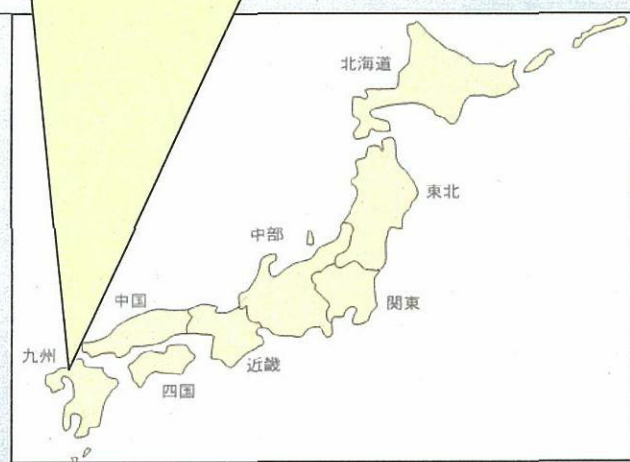 北海道
東北
中部
中国
関東
九州
近畿
四国